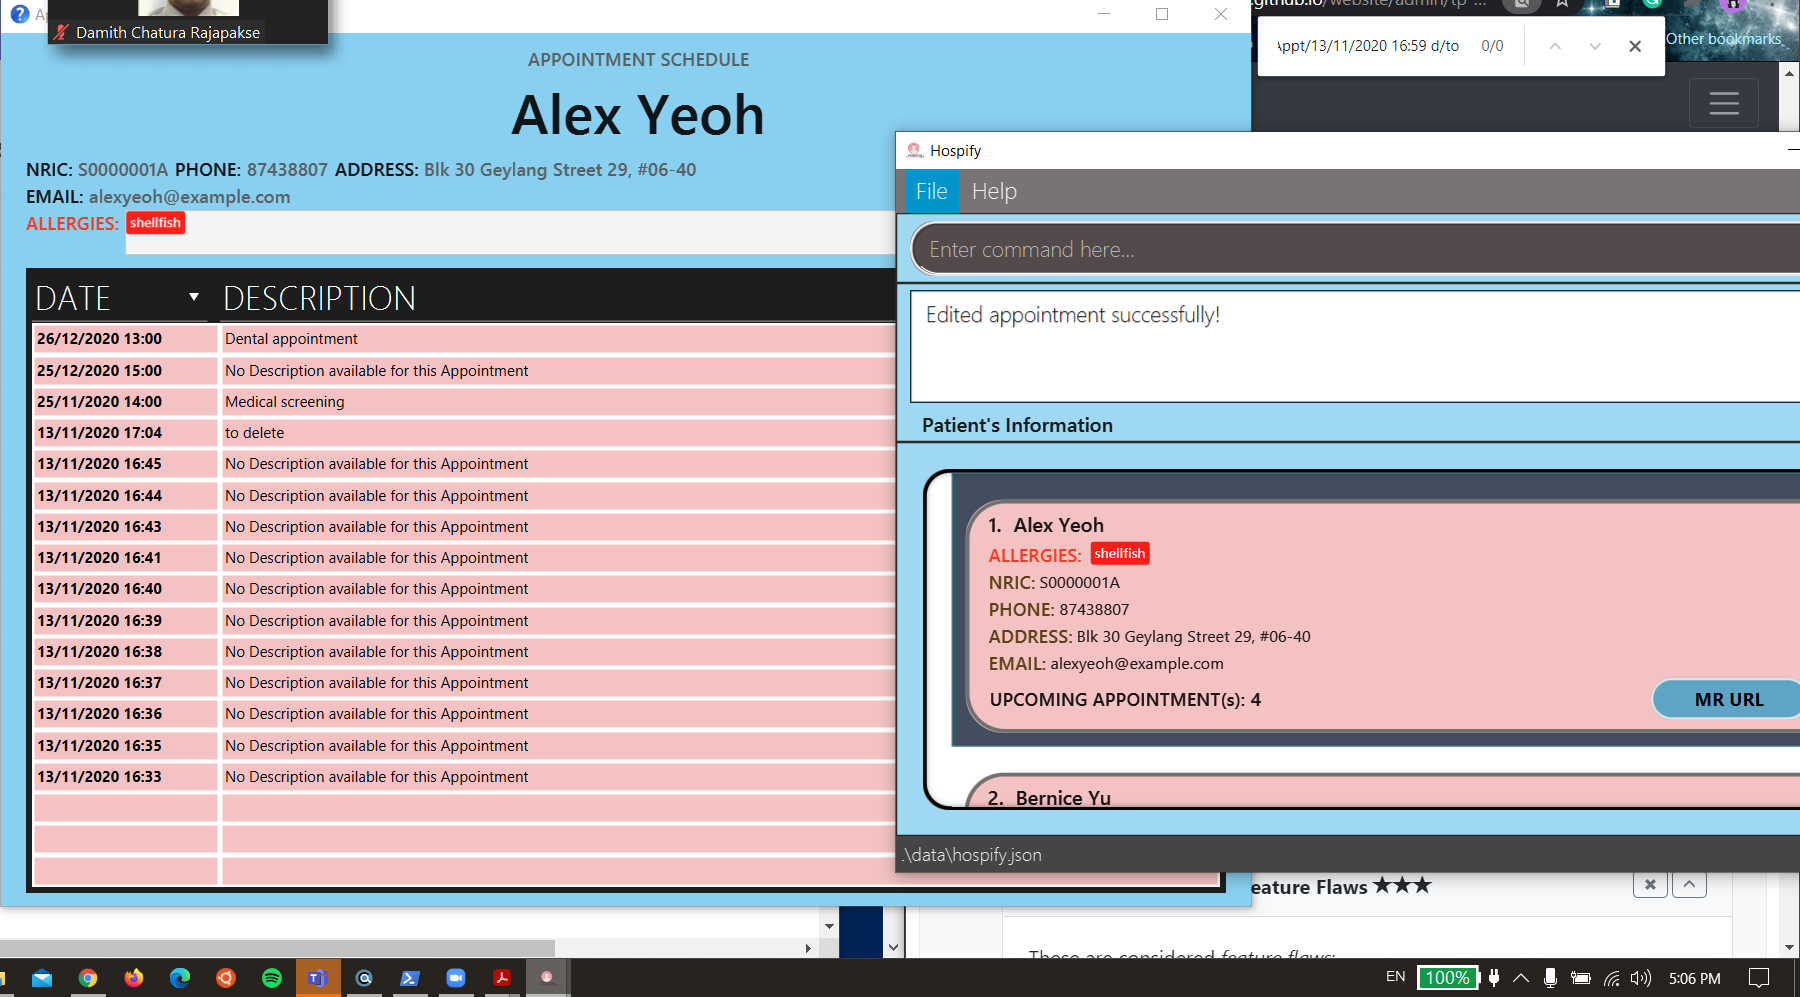 Damith Chatura Rajapakse
APPOINTMENT SCHEDULE
Alex Yeoh
NRIC: S0000001A PHONE: 87438807 ADDRESS: Blk 30 Geylang Street 29, #06-40
EMAIL: alexyeoh@example.com
ALLERGIES: shellfish
DATE DESCRIPTION
26/12/2020 13:00 Dental appointment
25/12/2020 15:00 No Description available for this Appointment
25/11/2020 14:00 Medical screening
13/11/2020 17:04 to delete
13/11/2020 16:45 No Description available for this Appointment
13/11/2020 16:44 No Description available for this Appointment
13/11/2020 16:43 No Description available for this Appointment
13/11/2020 16:41 No Description available for this Appointment
13/11/2020 16:40 No Description available for this Appointment
13/11/2020 16:39 No Description available for this Appointment
13/11/2020 16:38 No Description available for this Appointment
13/11/2020 16:37 No Description available for this Appointment
13/11/2020 16:36 No Description available for this Appointment
13/11/2020 16:35 No Description available for this Appointment
13/11/2020 16:33 No Description available for this Appointment
.github.io/website/admin/tp-...
Appt/13/11/2020 16:59 d/to 0/0
Other bookmarks
Hospify
File Help
Enter command here...
Edited appointment successfully!
Patient's Information
1. Alex Yeoh
ALLERGIES: shellfish
NRIC: S0000001A
PHONE: 87438807
ADDRESS: Blk 30 Geylang Street 29, #06-40
EMAIL: alexyeoh@example.com
UPCOMING APPOINTMENT(s): 4
MR URL
2. Bernice Yu
.\data\hospify.json
eature Flaws ★★★
These are considered feature flaws:
EN 100% 5:06 PM